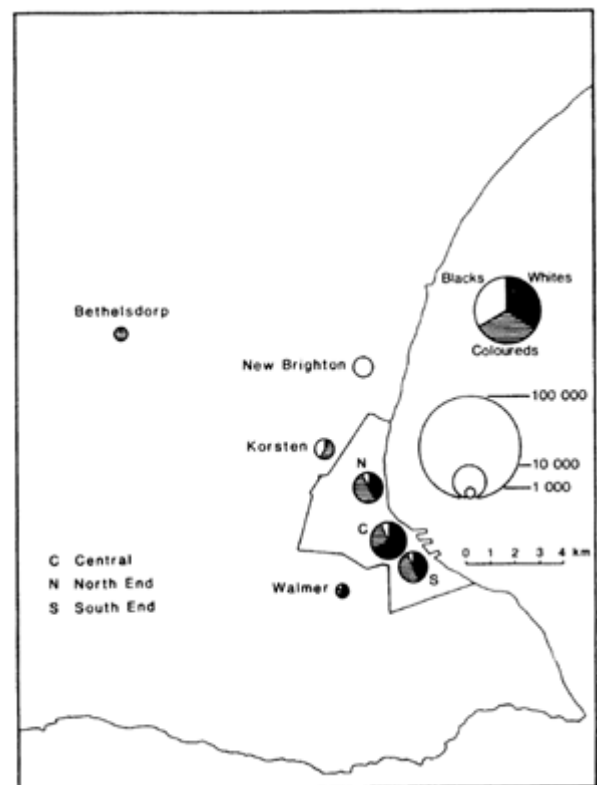 Blacks Whites
Coloureds
Bethelsdorp
New Brighton
100 000
Korsten
10 000
N
1 000
C
0 1 2 3 4 km
C Central
N North End
S South End
S
Walmer